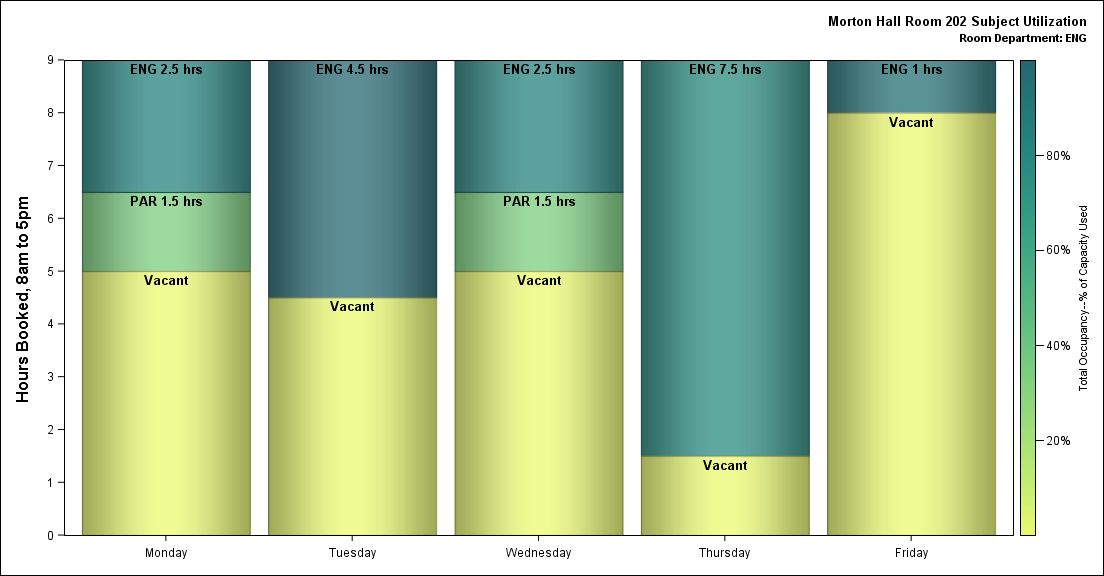 Morton Hall Room 202 Subject Utilization
Room Department: ENG
Hours Booked, 8am to 5pm
9
8
7
6
5
4
3
2
1
0
ENG 2.5 hrs
PAR 1.5 hrs
Vacant
ENG 4.5 hrs
Vacant
ENG 2.5 hrs
PAR 1.5 hrs
Vacant
ENG 7.5 hrs
Vacant
ENG 1 hrs
Vacant
Monday
Tuesday
Wednesday
Thursday
Friday
80%
60%
40%
20%
Total Occupancy--% of Capacity Used